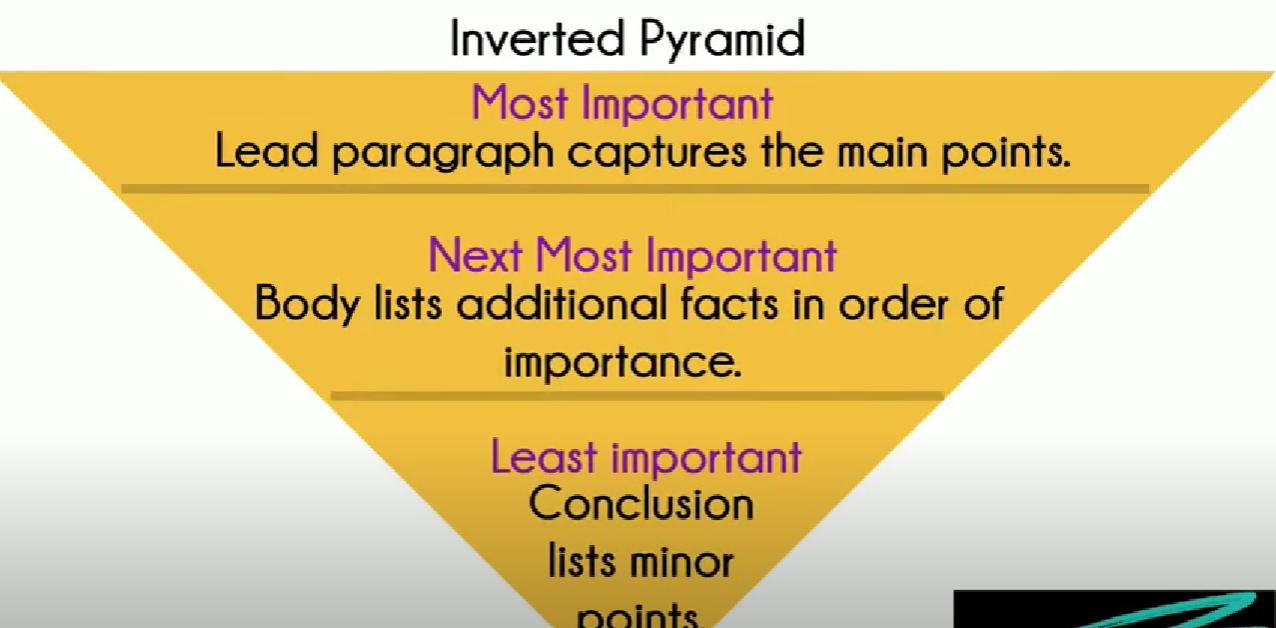 Inverted Pyramid
Most Important
Lead paragraph captures the main points.
Next Most Important
Body lists additional facts in order of
importance.
Least important
Conclusion
lists minor
points.